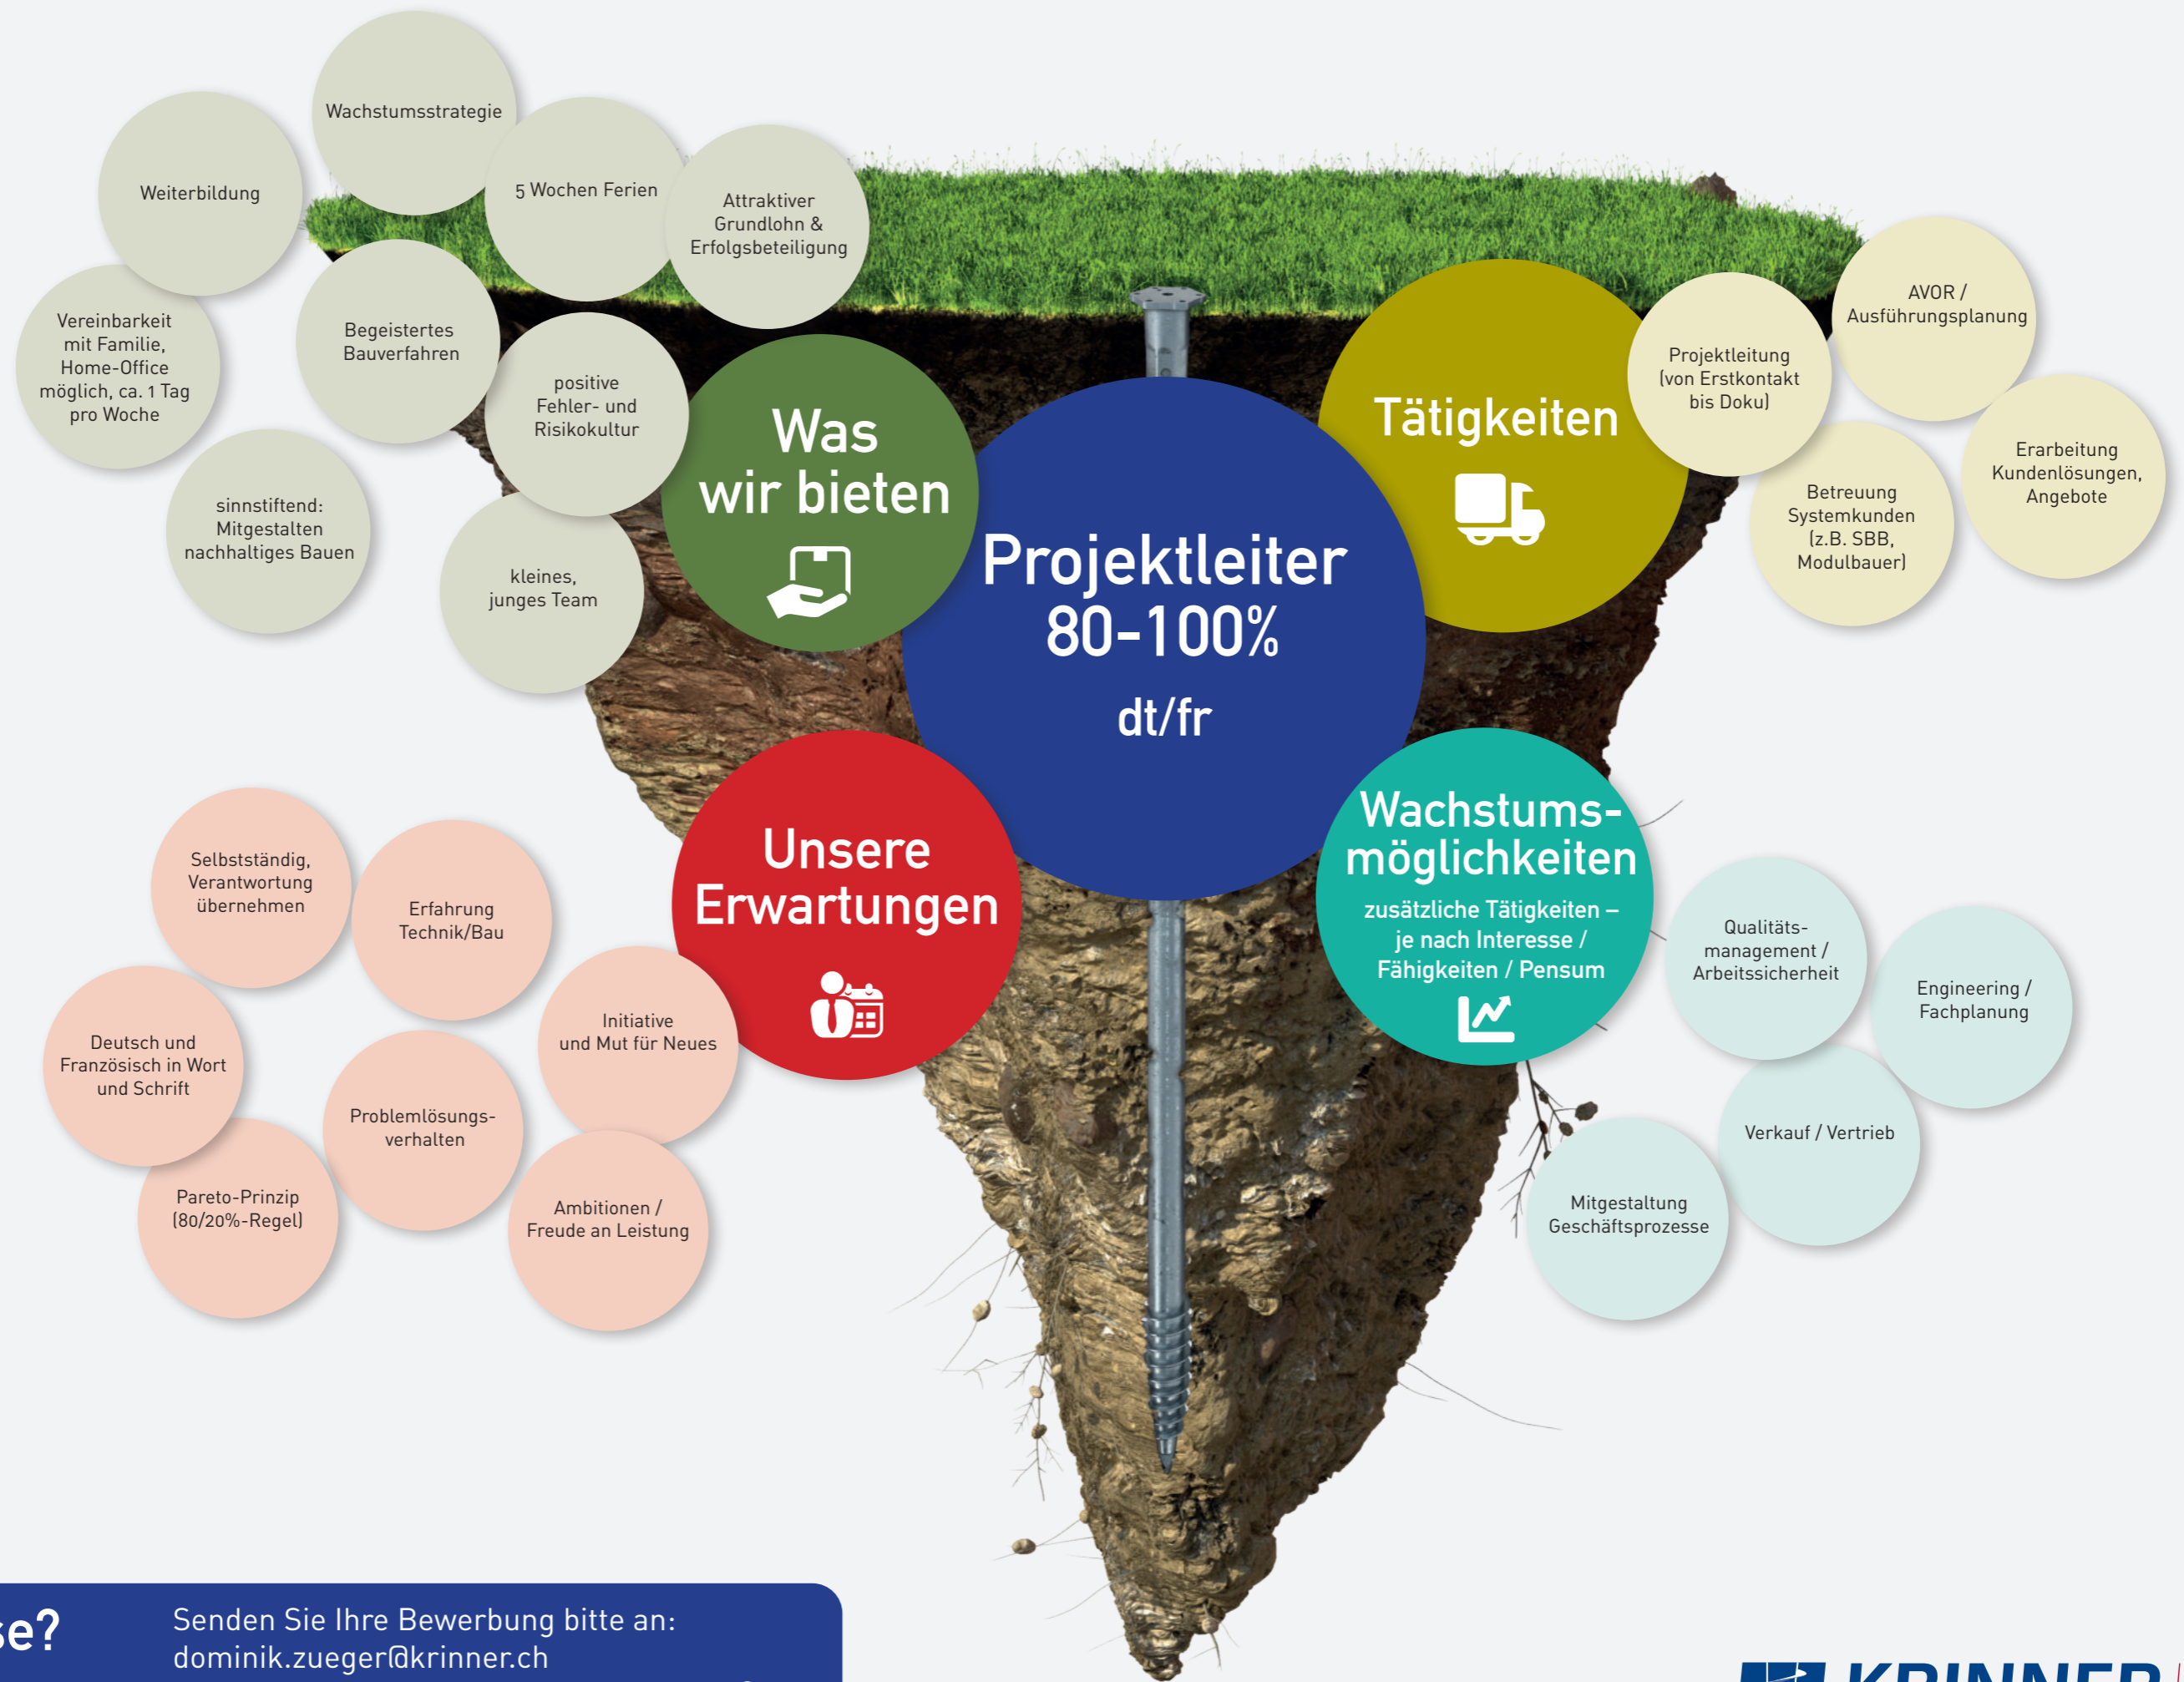 Wachstumsstrategie
Weiterbildung
5 Wochen Ferien
Attraktiver
Grundlohn &
Erfolgsbeteiligung
Vereinbarkeit
mit Familie,
Home-Office
möglich, ca. 1 Tag
pro Woche
Begeistertes
Bauverfahren
positive
Fehler- und
Risikokultur
sinnstiftend:
Mitgestalten
nachhaltiges Bauen
kleines,
junges Team
Was
wir bieten
Projektleiter
80-100%
dt/fr
Tätigkeiten
Projektleitung
(von Erstkontakt
bis Doku)
AVOR /
Ausführungsplanung
Erarbeitung
Kundenlösungen,
Angebote
Betreuung
Systemkunden
(z.B. SBB,
Modulbauer)
Unsere
Erwartungen
Selbstständig,
Verantwortung
übernehmen
Erfahrung
Technik/Bau
Initiative
und Mut für Neues
Deutsch und
Französisch in Wort
und Schrift
Problemlösungs-
verhalten
Pareto-Prinzip
(80/20%-Regel)
Ambitionen /
Freude an Leistung
Wachstums-
möglichkeiten
zusätzliche Tätigkeiten –
je nach Interesse /
Fähigkeiten / Pensum
Qualitäts-
management /
Arbeitssicherheit
Engineering /
Fachplanung
Verkauf / Vertrieb
Mitgestaltung
Geschäftsprozesse
se?
Senden Sie Ihre Bewerbung bitte an:
dominik.zueger@krinner.ch
KRINNER